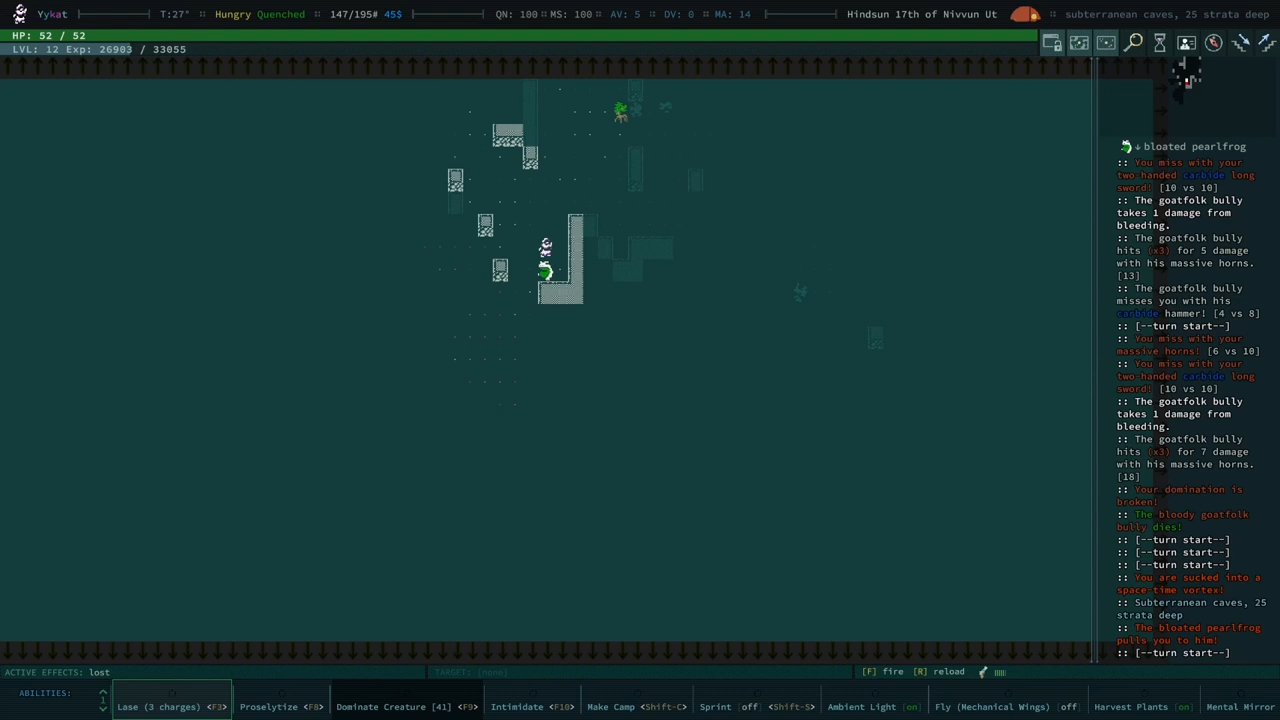 Yykat T:27° :: Hungry Quenched :: 147/195# 45$ QN: 100 :: MS: 100 AV: 5 :: DV: 0 :: MA: 14 Hindsun 17th of Nivvun Ut :: subterranean caves, 25 strata deep
HP: 52 / 52
LVL: 12 Exp: 26903 / 33055
bloated pearlfrog
:: You miss with your
two-handed carbide long
sword! [10 vs 10]
:: The goatfolk bully
takes 1 damage from
bleeding.
:: The goatfolk bully
hits (x3) for 5 damage
with his massive horns.
[13]
:: The goatfolk bully
misses you with his
carbide hammer! [4 vs 8]
:: [--turn start--]
:: You miss with your
massive horns! [6 vs 10]
:: You miss with your
two-handed carbide long
sword! [10 vs 10]
:: The goatfolk bully
takes 1 damage from
bleeding.
:: The goatfolk bully
hits (x3) for 7 damage
with his massive horns.
[18]
:: Your domination is
broken!
:: The bloody goatfolk
bully dies!
:: [--turn start--]
:: [--turn start--]
:: [--turn start--]
:: You are sucked into a
space-time vortex!
:: Subterranean caves, 25
strata deep
:: The bloated pearlfrog
pulls you to him!
:: [--turn start--]
ACTIVE EFFECTS: lost TARGET: [none] [F] fire [R] reload
ABILITIES: 1 Lase (3 charges) <F3> Proselytize <F8> Dominate Creature [41] <F9> Intimidate <F10> Make Camp <Shift-C> Sprint [off] <Shift-S> Ambient Light [on] Fly (Mechanical Wings) [off] Harvest Plants [on] Mental Mirror